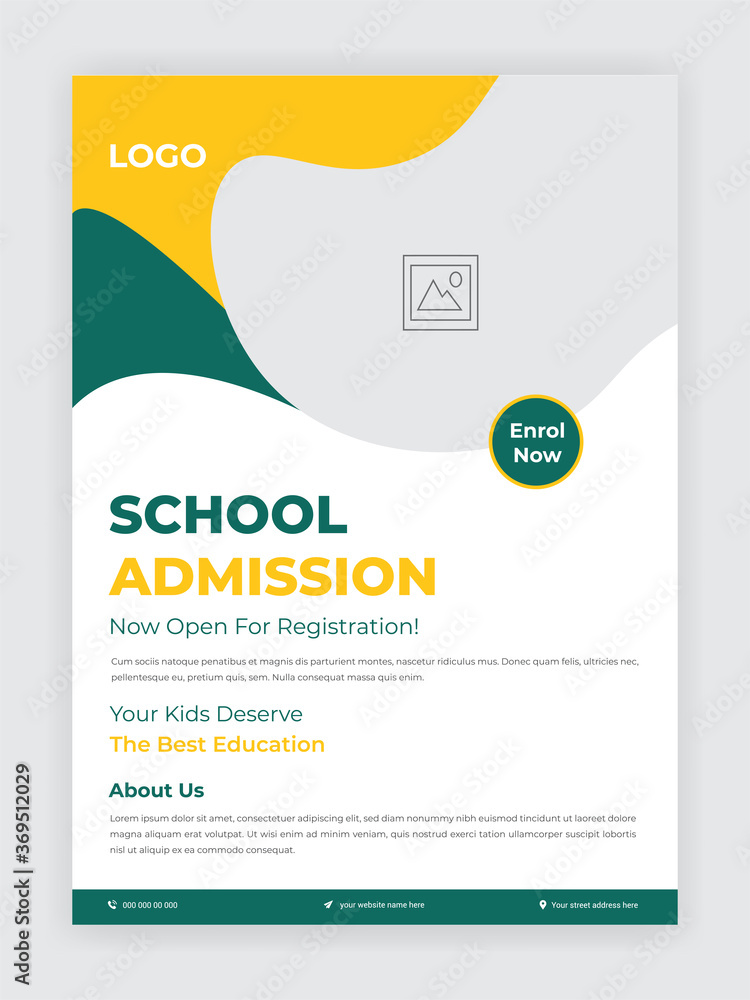 LOGO
Enrol
Now
SCHOOL
ADMISSION
Now Open For Registration!
Cum sociis natoque penatibus et magnis dis parturient montes, nascetur ridiculus mus. Donec quam felis, ultricies nec,
pellentesque eu, pretium quis, sem. Nulla consequat massa quis enim.
Your Kids Deserve
The Best Education
About Us
Lorem ipsum dolor sit amet, consectetuer adipiscing elit, sed diam nonummy nibh euismod tincidunt ut laoreet dolore
magna aliquam erat volutpat. Ut wisi enim ad minim veniam, quis nostrud exerci tation ullamcorper suscipit lobortis
nisl ut aliquip ex ea commodo consequat.
000 000 00 000
your website name here
Your street address here
Adobe Stock | #369512029
Adobe Stock